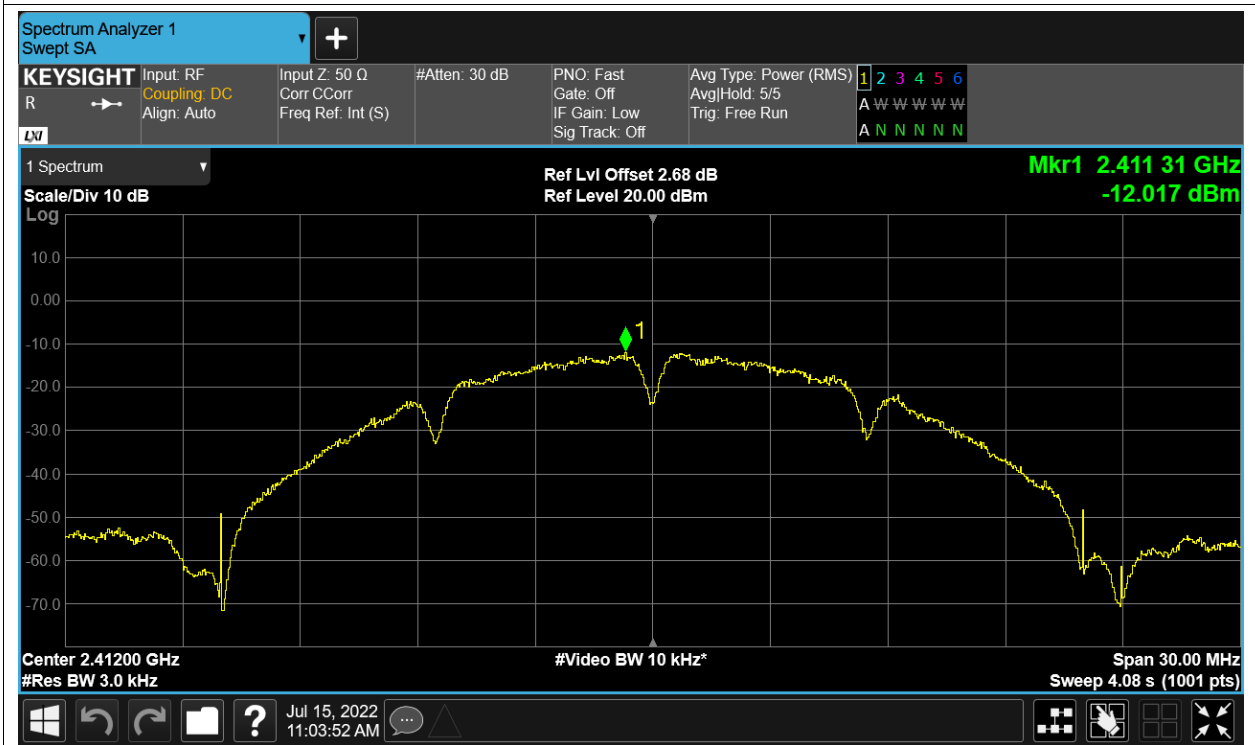 Spectrum Analyzer 1
Swept SA
KEYSIGHT
R
LXI
Input: RF
Coupling: DC
Align: Auto
Input Z: 50 Ω
Corr CCorr
Freq Ref: Int (S)
#Atten: 30 dB
PNO: Fast
Gate: Off
IF Gain: Low
Sig Track: Off
Avg Type: Power (RMS)
Avg|Hold: 5/5
Trig: Free Run
1 2 3 4 5 6
A W W W W W
A N N N N N
1 Spectrum
Scale/Div 10 dB
Log
Ref Lvl Offset 2.68 dB
Ref Level 20.00 dBm
Mkr1 2.411 31 GHz
-12.017 dBm
10.0
0.00
-10.0
-20.0
-30.0
-40.0
-50.0
-60.0
-70.0
1
Center 2.41200 GHz
#Res BW 3.0 kHz
#Video BW 10 kHz*
Span 30.00 MHz
Sweep 4.08 s (1001 pts)
?
Jul 15, 2022
11:03:52 AM